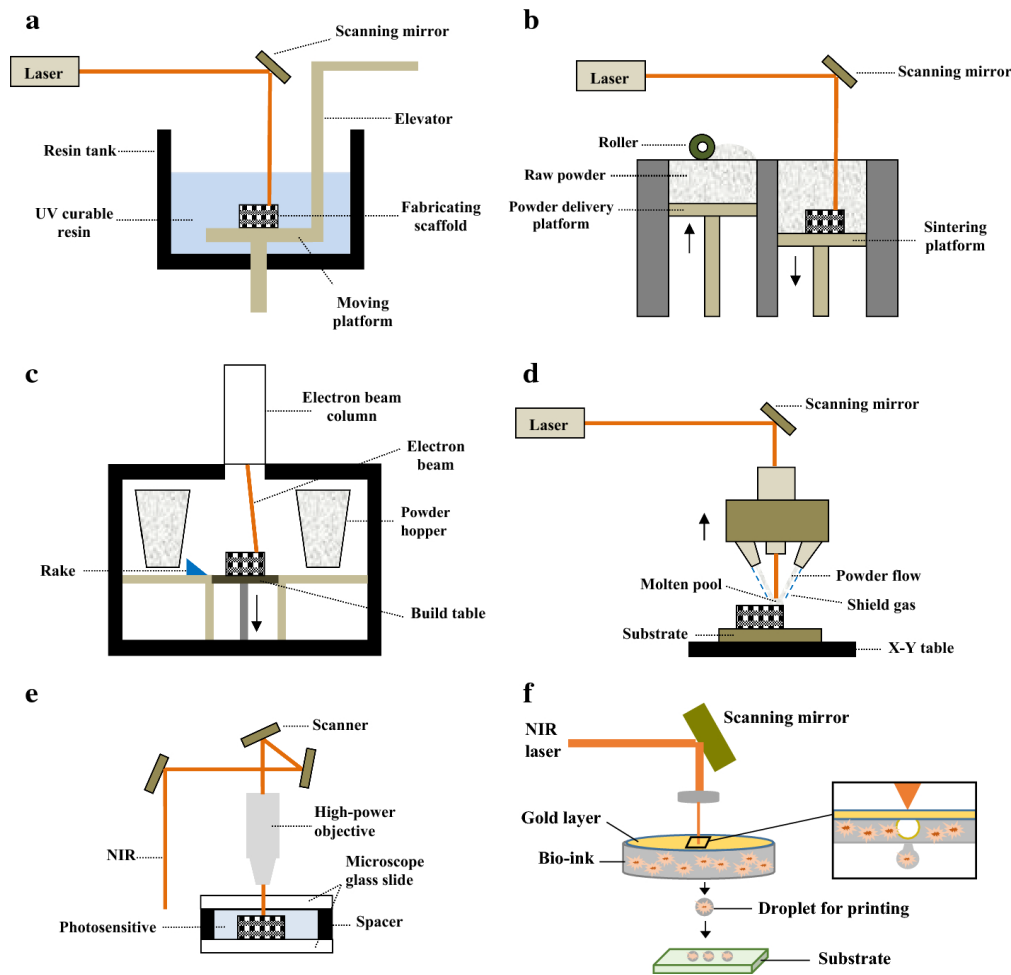 a
Scanning mirror
Laser
Elevator
Resin tank
UV curable
resin
Fabricating
scaffold
Moving
platform
b
Scanning mirror
Laser
Roller
Raw powder
Powder delivery
platform
Sintering
platform
c
Electron beam
column
Electron
beam
Powder
hopper
Rake
Build table
d
Scanning mirror
Laser
Powder flow
Molten pool
Shield gas
Substrate
X-Y table
e
Scanner
High-power
objective
NIR
Microscope
glass slide
Photosensitive
Spacer
f
Scanning mirror
NIR
laser
Gold layer
Bio-ink
Droplet for printing
Substrate